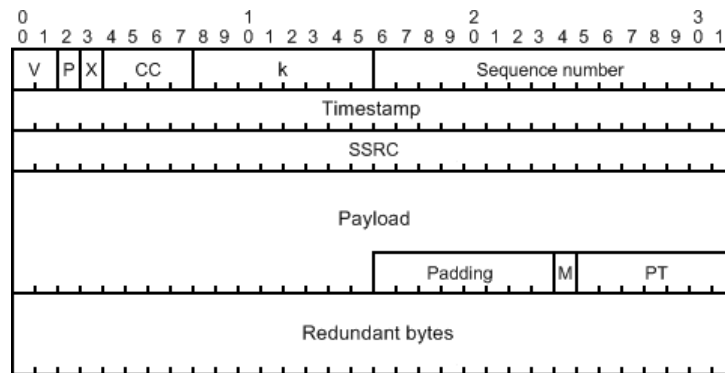 0 1 2 3
0 1 2 3 4 5 6 7 8 9 0 1 2 3 4 5 6 7 8 9 0 1 2 3 4 5 6 7 8 9 0 1
V P X CC k Sequence number
Timestamp
SSRC
Payload
Padding M PT
Redundant bytes